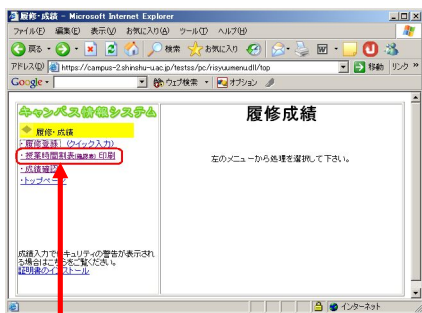 履修・成績 - Microsoft Internet Explorer
ファイル(F) 編集(E) 表示(V) お気に入り(A) ツール(T) ヘルプ(H)
戻る 検索 お気に入り
アドレス(D) https://campus-2.shinshu-u.ac.jp/testss/pc/risyuumenu.dll/top 移動 リンク »
Google - ウェブ検索 オプション
キャンパス情報システム
履修成績
履修・成績
・履修登録 (クイック入力)
・授業時間割表(確認表) 印刷
左のメニューから処理を選択して下さい。
・成績確認
・トップページ
成績入力でセキュリティの警告が表示され
る場合はこちらをご覧ください。
証明書のインストール
インターネット